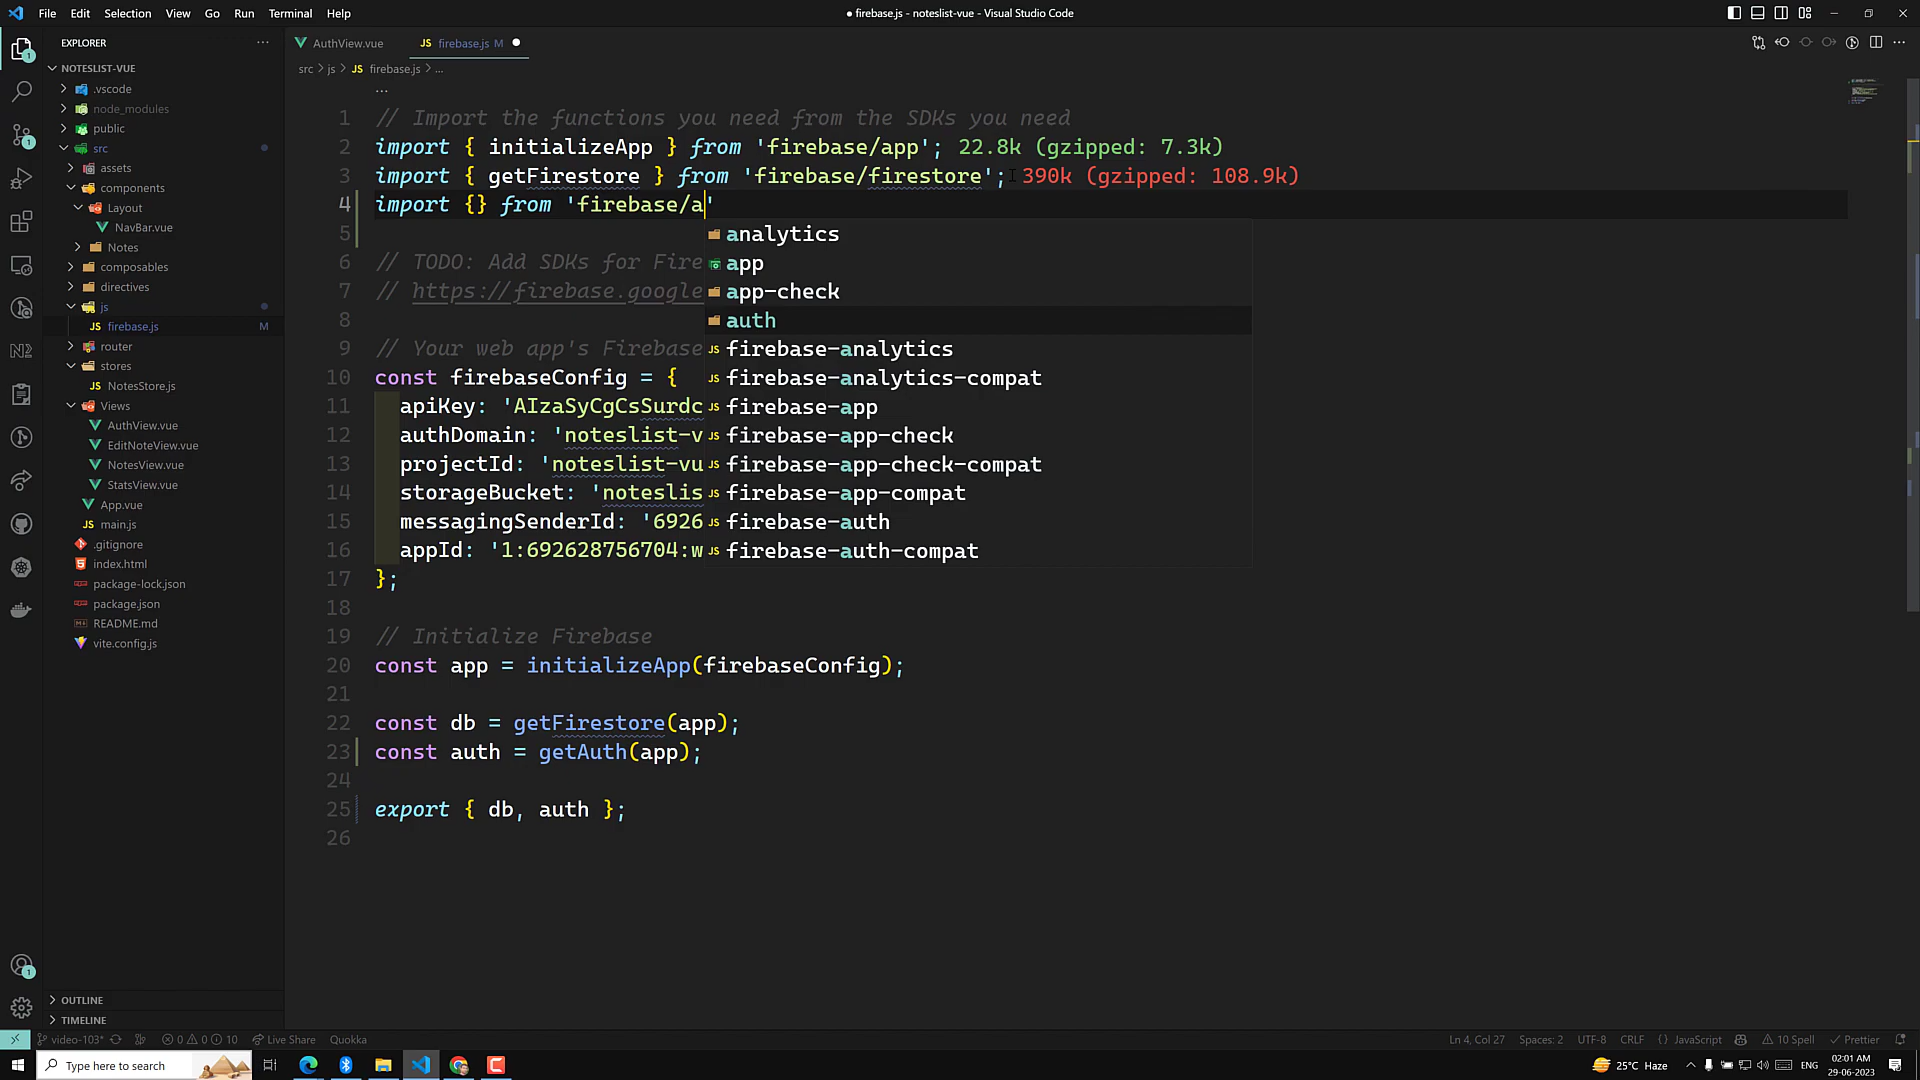 File Edit Selection View Go Run Terminal Help
● firebase.js - noteslist-vue - Visual Studio Code
EXPLORER
NOTESLIST-VUE
.vscode
node_modules
public
src
assets
components
Layout
NavBar.vue
Notes
composables
directives
js
JS firebase.js M
router
stores
JS NotesStore.js
Views
AuthView.vue
EditNoteView.vue
NotesView.vue
StatsView.vue
App.vue
JS main.js
.gitignore
index.html
package-lock.json
package.json
README.md
vite.config.js
OUTLINE
TIMELINE
AuthView.vue
JS firebase.js M ●
src > js > JS firebase.js > ...
1 // Import the functions you need from the SDKs you need
2 import { initializeApp } from 'firebase/app'; 22.8k (gzipped: 7.3k)
3 import { getFirestore } from 'firebase/firestore'; 390k (gzipped: 108.9k)
4 import {} from 'firebase/a'
5
6 // TODO: Add SDKs for Fire
7 // https://firebase.google
8
9 // Your web app's Firebase
10 const firebaseConfig = {
11 apiKey: 'AIzaSyCgCsSurdc
12 authDomain: 'noteslist-v
13 projectId: 'noteslist-vu
14 storageBucket: 'noteslis
15 messagingSenderId: '6926
16 appId: '1:692628756704:w
17 };
18
19 // Initialize Firebase
20 const app = initializeApp(firebaseConfig);
21
22 const db = getFirestore(app);
23 const auth = getAuth(app);
24
25 export { db, auth };
26
analytics
app
app-check
auth
JS firebase-analytics
JS firebase-analytics-compat
JS firebase-app
JS firebase-app-check
JS firebase-app-check-compat
JS firebase-app-compat
JS firebase-auth
JS firebase-auth-compat
video-103* 0 0 10 Live Share Quokka
Ln 4, Col 27 Spaces: 2 UTF-8 CRLF {} JavaScript 10 Spell Prettier
Type here to search
25°C Haze
ENG
02:01 AM
29-06-2023